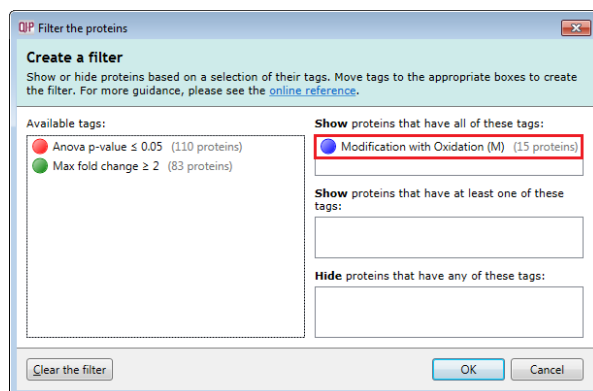 QIP Filter the proteins
Create a filter
Show or hide proteins based on a selection of their tags. Move tags to the appropriate boxes to create
the filter. For more guidance, please see the online reference.
Available tags:
Anova p-value ≤ 0.05 (110 proteins)
Max fold change ≥ 2 (83 proteins)
Show proteins that have all of these tags:
Modification with Oxidation (M) (15 proteins)
Show proteins that have at least one of these
tags:
Hide proteins that have any of these tags:
Clear the filter
OK
Cancel